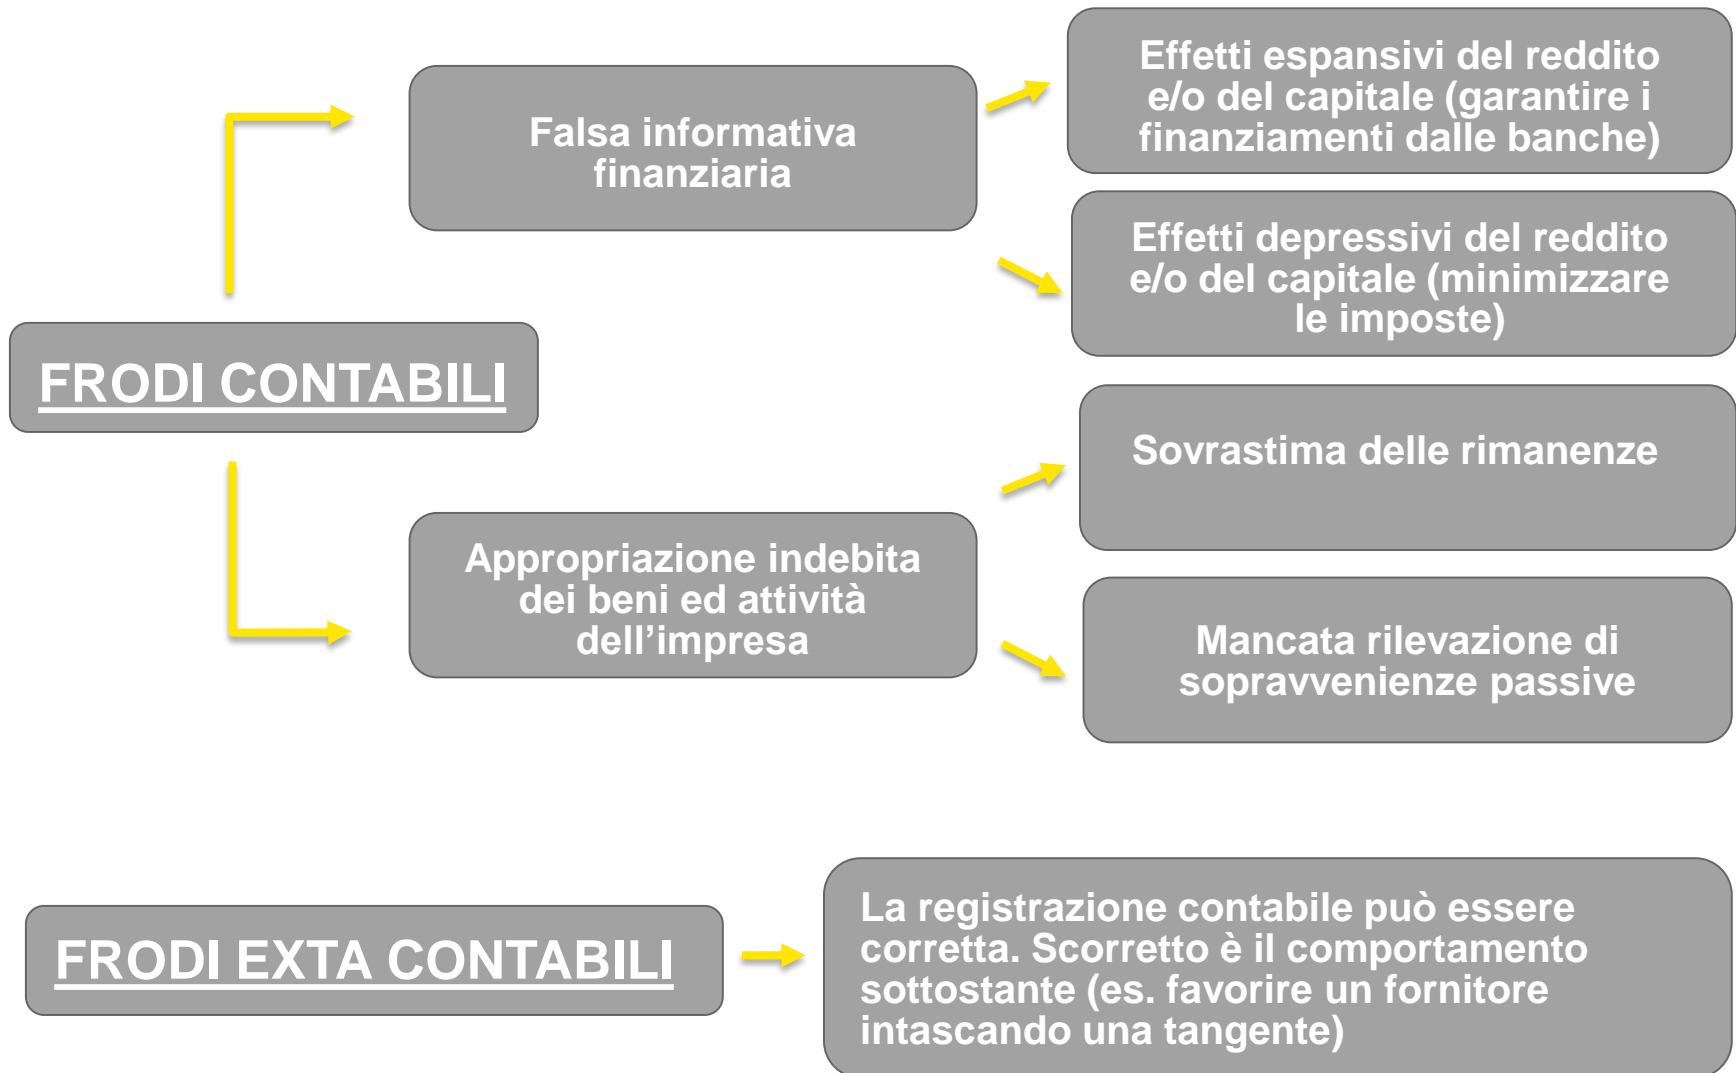 Effetti espansivi del reddito
e/o del capitale (garantire i
finanziamenti dalle banche)
Falsa informativa
finanziaria
Effetti depressivi del reddito
e/o del capitale (minimizzare
le imposte)
FRODI CONTABILI
Sovrastima delle rimanenze
Appropriazione indebita
dei beni ed attività
dell’impresa
Mancata rilevazione di
sopravvenienze passive
FRODI EXTA CONTABILI
La registrazione contabile può essere
corretta. Scorretto è il comportamento
sottostante (es. favorire un fornitore
intascando una tangente)